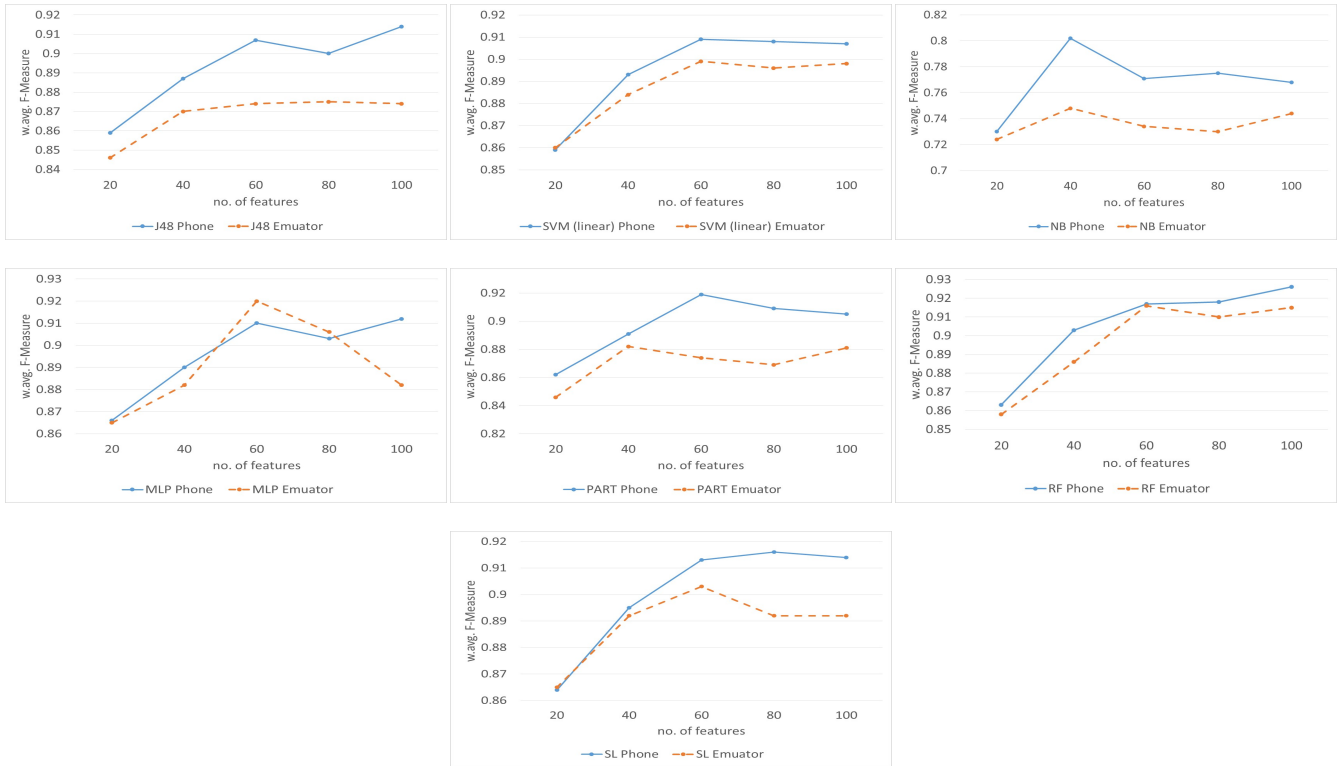 0.92
0.91
0.9
0.89
0.88
0.87
0.86
0.85
0.84
w.avg. F-Measure
20 40 60 80 100
no. of features
J48 Phone J48 Emuator
0.92
0.91
0.9
0.89
0.88
0.87
0.86
0.85
w.avg. F-Measure
20 40 60 80 100
no. of features
SVM (linear) Phone SVM (linear) Emuator
0.82
0.8
0.78
0.76
0.74
0.72
0.7
w.avg. F-Measure
20 40 60 80 100
no. of features
NB Phone NB Emuator
0.93
0.92
0.91
0.9
0.89
0.88
0.87
0.86
w.avg. F-Measure
20 40 60 80 100
no. of features
MLP Phone MLP Emuator
0.92
0.9
0.88
0.86
0.84
0.82
w.avg. F-Measure
20 40 60 80 100
no. of features
PART Phone PART Emuator
0.93
0.92
0.91
0.9
0.89
0.88
0.87
0.86
0.85
w.avg. F-Measure
20 40 60 80 100
no. of features
RF Phone RF Emuator
0.92
0.91
0.9
0.89
0.88
0.87
0.86
w.avg. F-Measure
20 40 60 80 100
no. of features
SL Phone SL Emuator